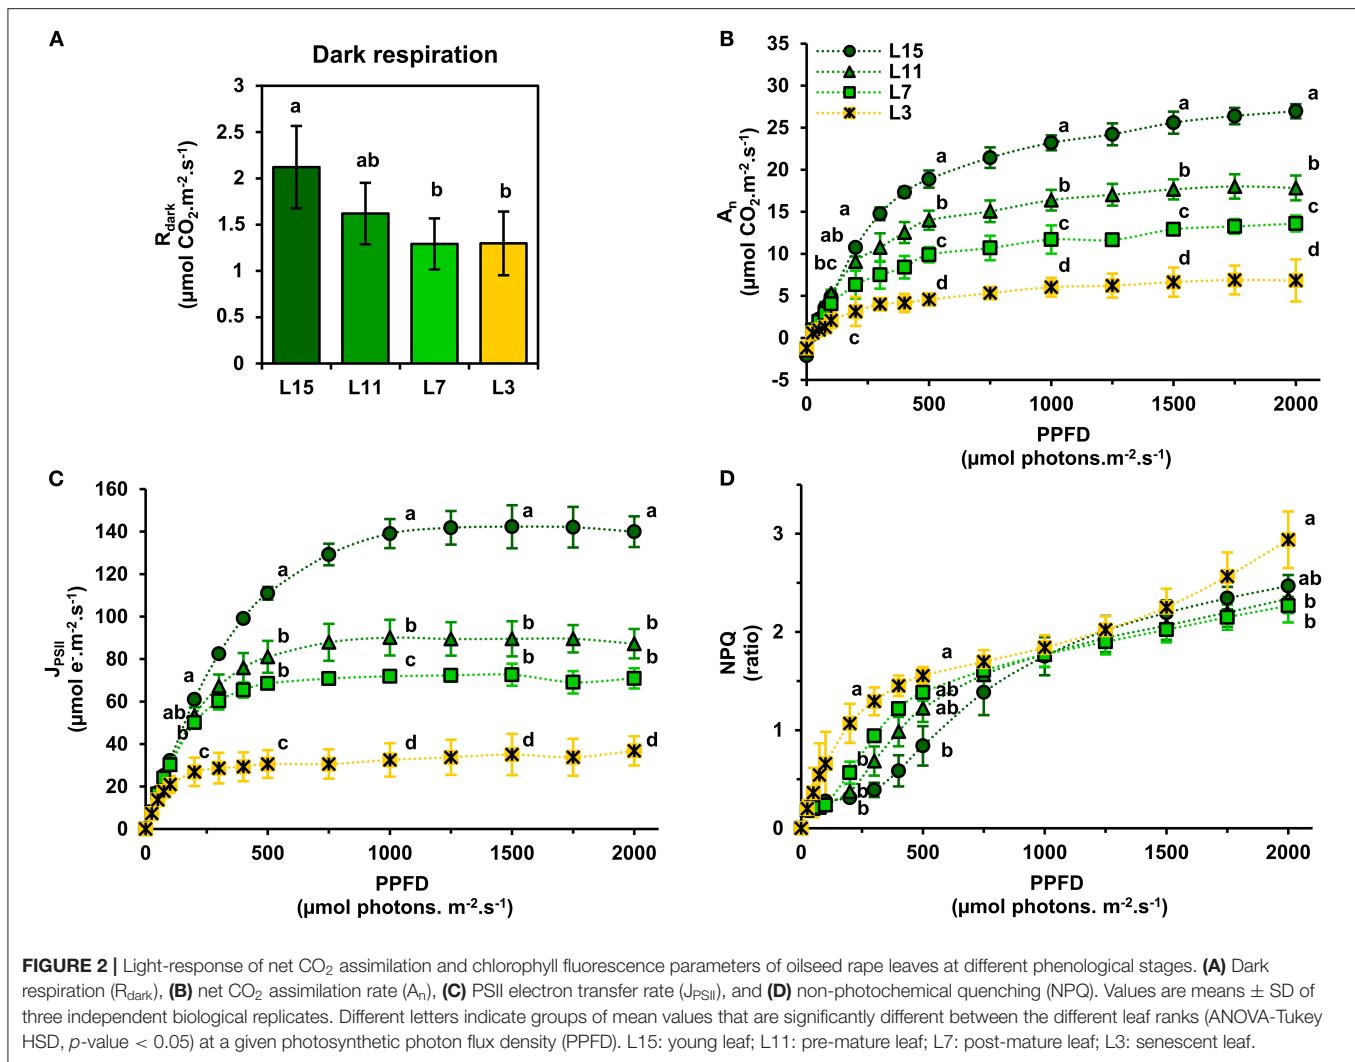 A
Dark respiration
R_dark
(µmol CO₂.m⁻².s⁻¹)
3
2.5
2
1.5
1
0.5
0
a
ab
b
b
L15
L11
L7
L3
B
L15
L11
L7
L3
A_n
(µmol CO₂.m⁻².s⁻¹)
35
30
25
20
15
10
5
0
-5
a
ab
bc
c
a
b
c
d
a
b
c
d
a
b
c
d
a
b
c
d
0
500
1000
1500
2000
PPFD
(µmol photons.m⁻².s⁻¹)
C
J_PSII
(µmol e⁻.m⁻².s⁻¹)
160
140
120
100
80
60
40
20
0
a
ab
b
c
a
b
b
c
a
b
c
d
a
b
b
d
a
b
b
d
0
500
1000
1500
2000
PPFD
(µmol photons. m⁻².s⁻¹)
D
NPQ
(ratio)
3
2
1
0
a
b
b
b
a
ab
ab
b
a
ab
b
b
0
500
1000
1500
2000
PPFD
(µmol photons.m⁻².s⁻¹)
FIGURE 2 | Light-response of net CO₂ assimilation and chlorophyll fluorescence parameters of oilseed rape leaves at different phenological stages. (A) Dark
respiration (R_dark), (B) net CO₂ assimilation rate (A_n), (C) PSII electron transfer rate (J_PSII), and (D) non-photochemical quenching (NPQ). Values are means ± SD of
three independent biological replicates. Different letters indicate groups of mean values that are significantly different between the different leaf ranks (ANOVA-Tukey
HSD, p-value < 0.05) at a given photosynthetic photon flux density (PPFD). L15: young leaf; L11: pre-mature leaf; L7: post-mature leaf; L3: senescent leaf.